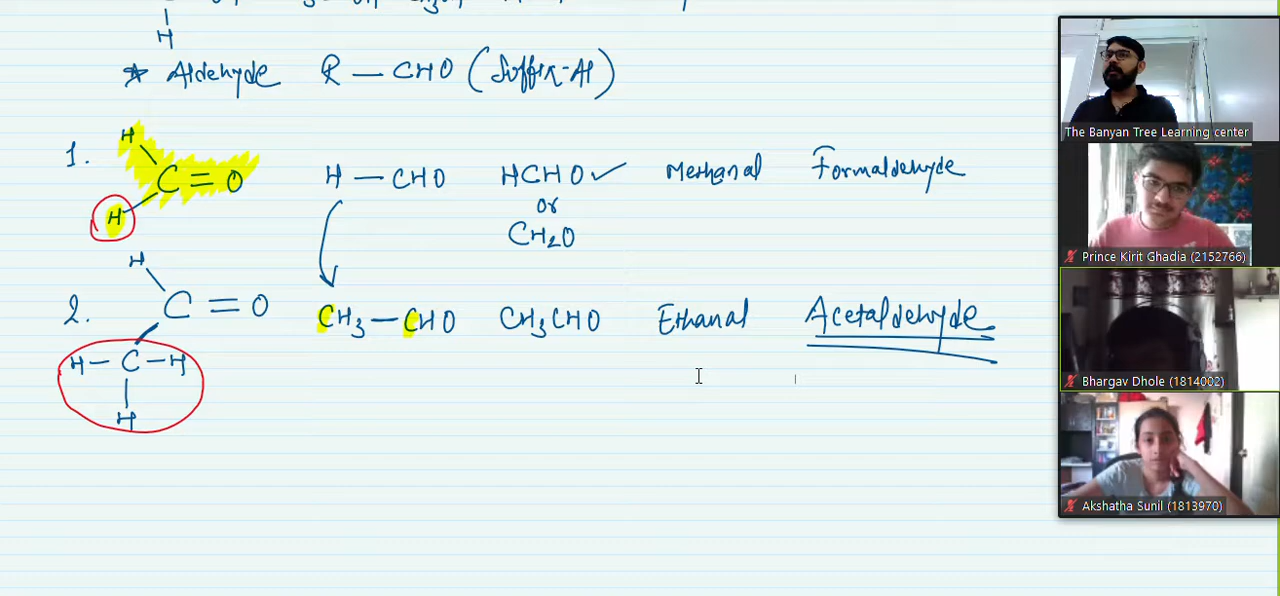 H
* Aldehyde R — CHO (Suffix-Al)
1. H H C = O H — CHO HCHO ✓ Methanal Formaldehyde
or
CH2O
2. H C = O CH3 — CHO CH3CHO Ethanal Acetaldehyde
H — C — H
H
The Banyan Tree Learning center
Prince Kirit Ghadia (2152766)
Bhargav Dhole (1814002)
Akshatha Sunil (1813970)